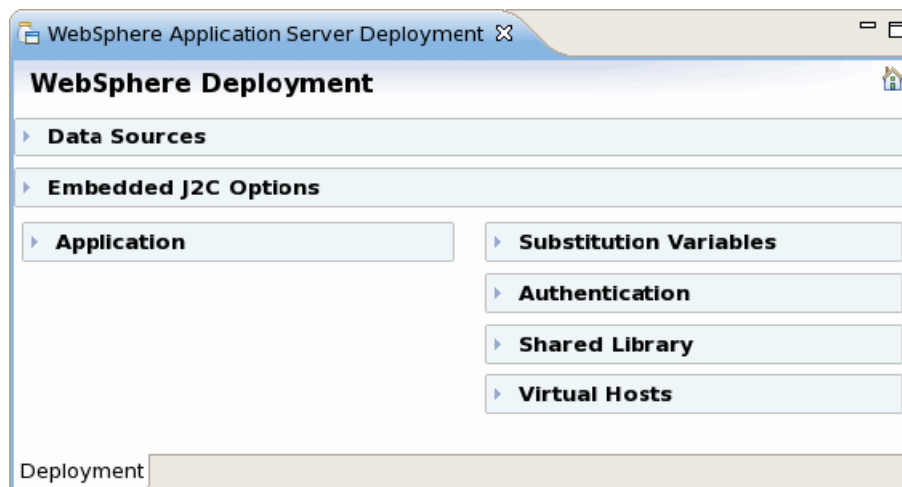 WebSphere Application Server Deployment
WebSphere Deployment
Data Sources
Embedded J2C Options
Application
Substitution Variables
Authentication
Shared Library
Virtual Hosts
Deployment